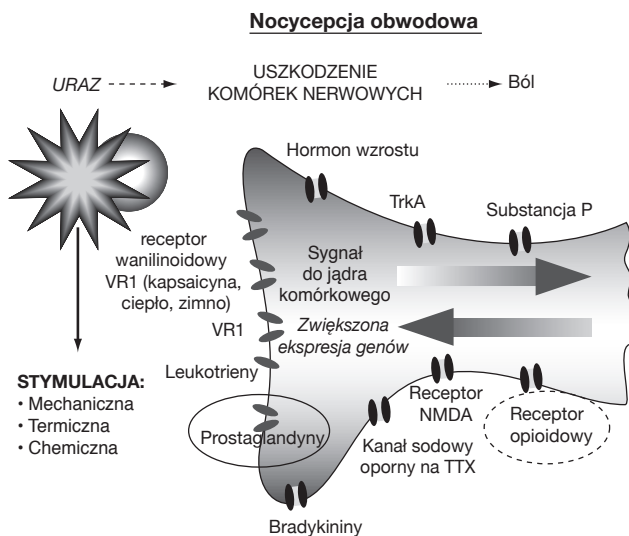 Nocycepcja obwodowa
URAZ
USZKODZENIE
KOMÓREK NERWOWYCH
Ból
Hormon wzrostu
TrkA
Substancja P
receptor
wanilinoidowy
VR1 (kapsaicyna,
ciepło, zimno)
Sygnał
do jądra
komórkowego
VR1
Zwiększona
ekspresja genów
Leukotrieny
STYMULACJA:
• Mechaniczna
• Termiczna
• Chemiczna
Prostaglandyny
Receptor
NMDA
Receptor
opioidowy
Kanał sodowy
oporny na TTX
Bradykininy